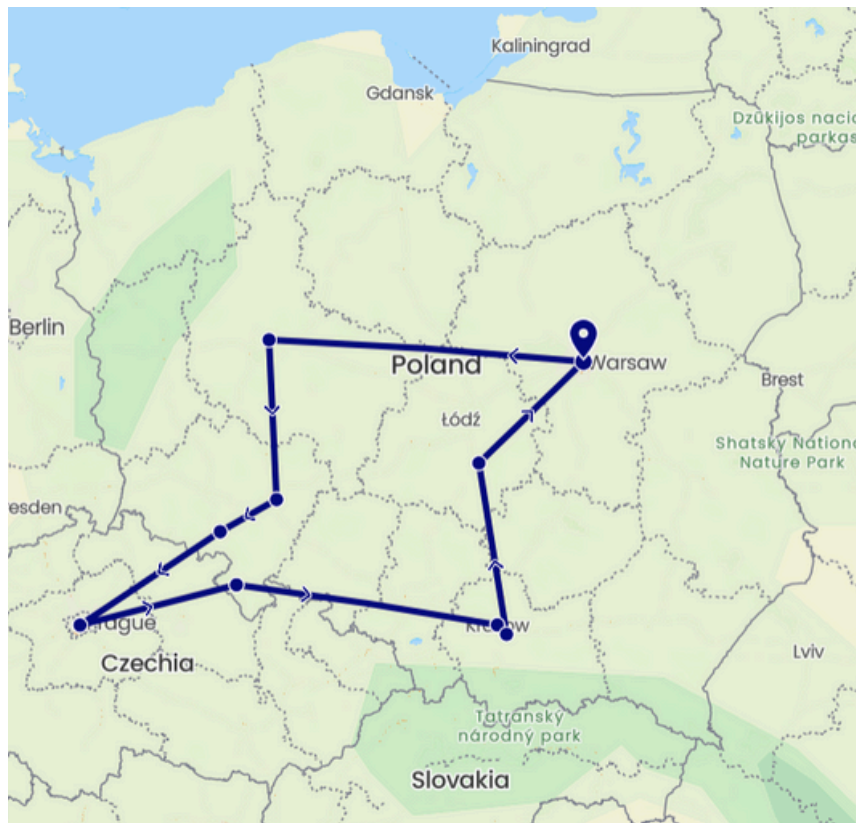 Kaliningrad
Gdansk
Dzūkijos nacio
parkas
Berlin
Poland
Warsaw
Brest
Łódź
Shatsky National
Nature Park
esden
rague
Czechia
Lviv
Tatranský
národný park
Slovakia